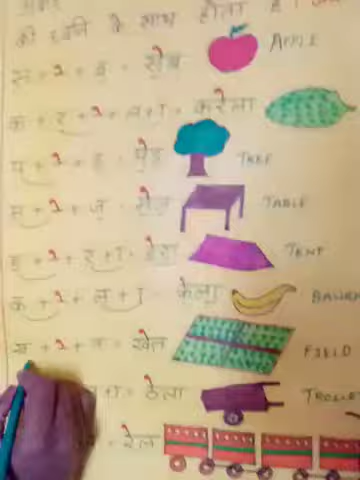 की ध्वनि के साथ होता है।
स + े + ब = सेब APPLE
क + र + े + ल + ा = करेला
प + े + ड़ = पेड़ TREE
म + े + ज़ = मेज़ TABLE
ड + े + र + ा = डेरा TENT
क + े + ल + ा = केला
ख + े + त = खेत FIELD
ठेला
रेल